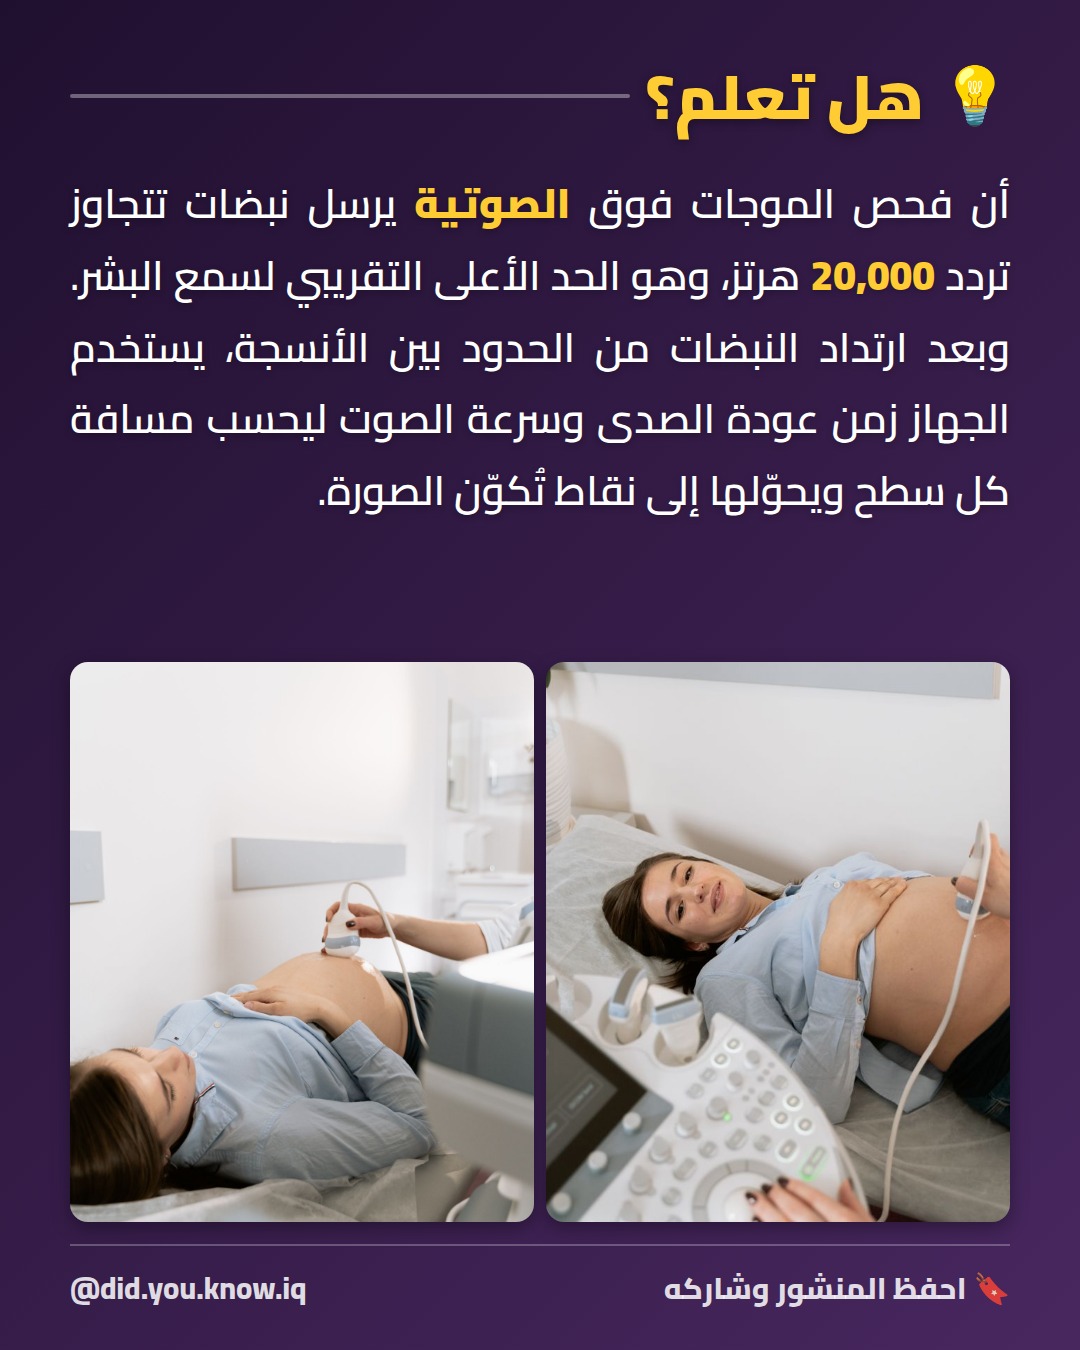 💡 هل تعلم؟
أن فحص الموجات فوق الصوتية يرسل نبضات تتجاوز
تردد 20,000 هرتز، وهو الحد الأعلى التقريبي لسمع البشر.
وبعد ارتداد النبضات من الحدود بين الأنسجة، يستخدم
الجهاز زمن عودة الصدى وسرعة الصوت ليحسب مسافة
كل سطح ويحوّلها إلى نقاط تُكوّن الصورة.
🔖 احفظ المنشور وشاركه
@did.you.know.iq